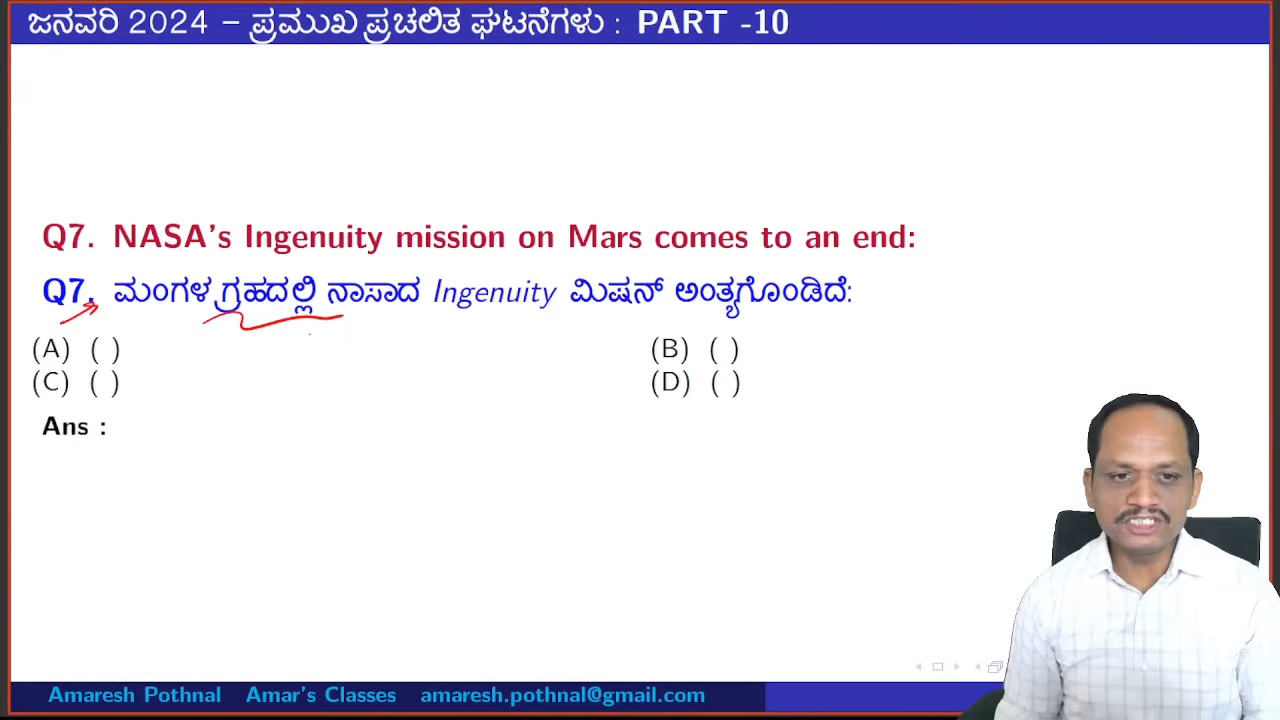 ಜನವರಿ 2024 – ಪ್ರಮುಖ ಪ್ರಚಲಿತ ಘಟನೆಗಳು : PART -10
Q7. NASA's Ingenuity mission on Mars comes to an end:
Q7. ಮಂಗಳ ಗ್ರಹದಲ್ಲಿ ನಾಸಾದ Ingenuity ಮಿಷನ್ ಅಂತ್ಯಗೊಂಡಿದೆ:
(A) ( ) (B) ( )
(C) ( ) (D) ( )
Ans :
Amaresh Pothnal Amar's Classes amaresh.pothnal@gmail.com